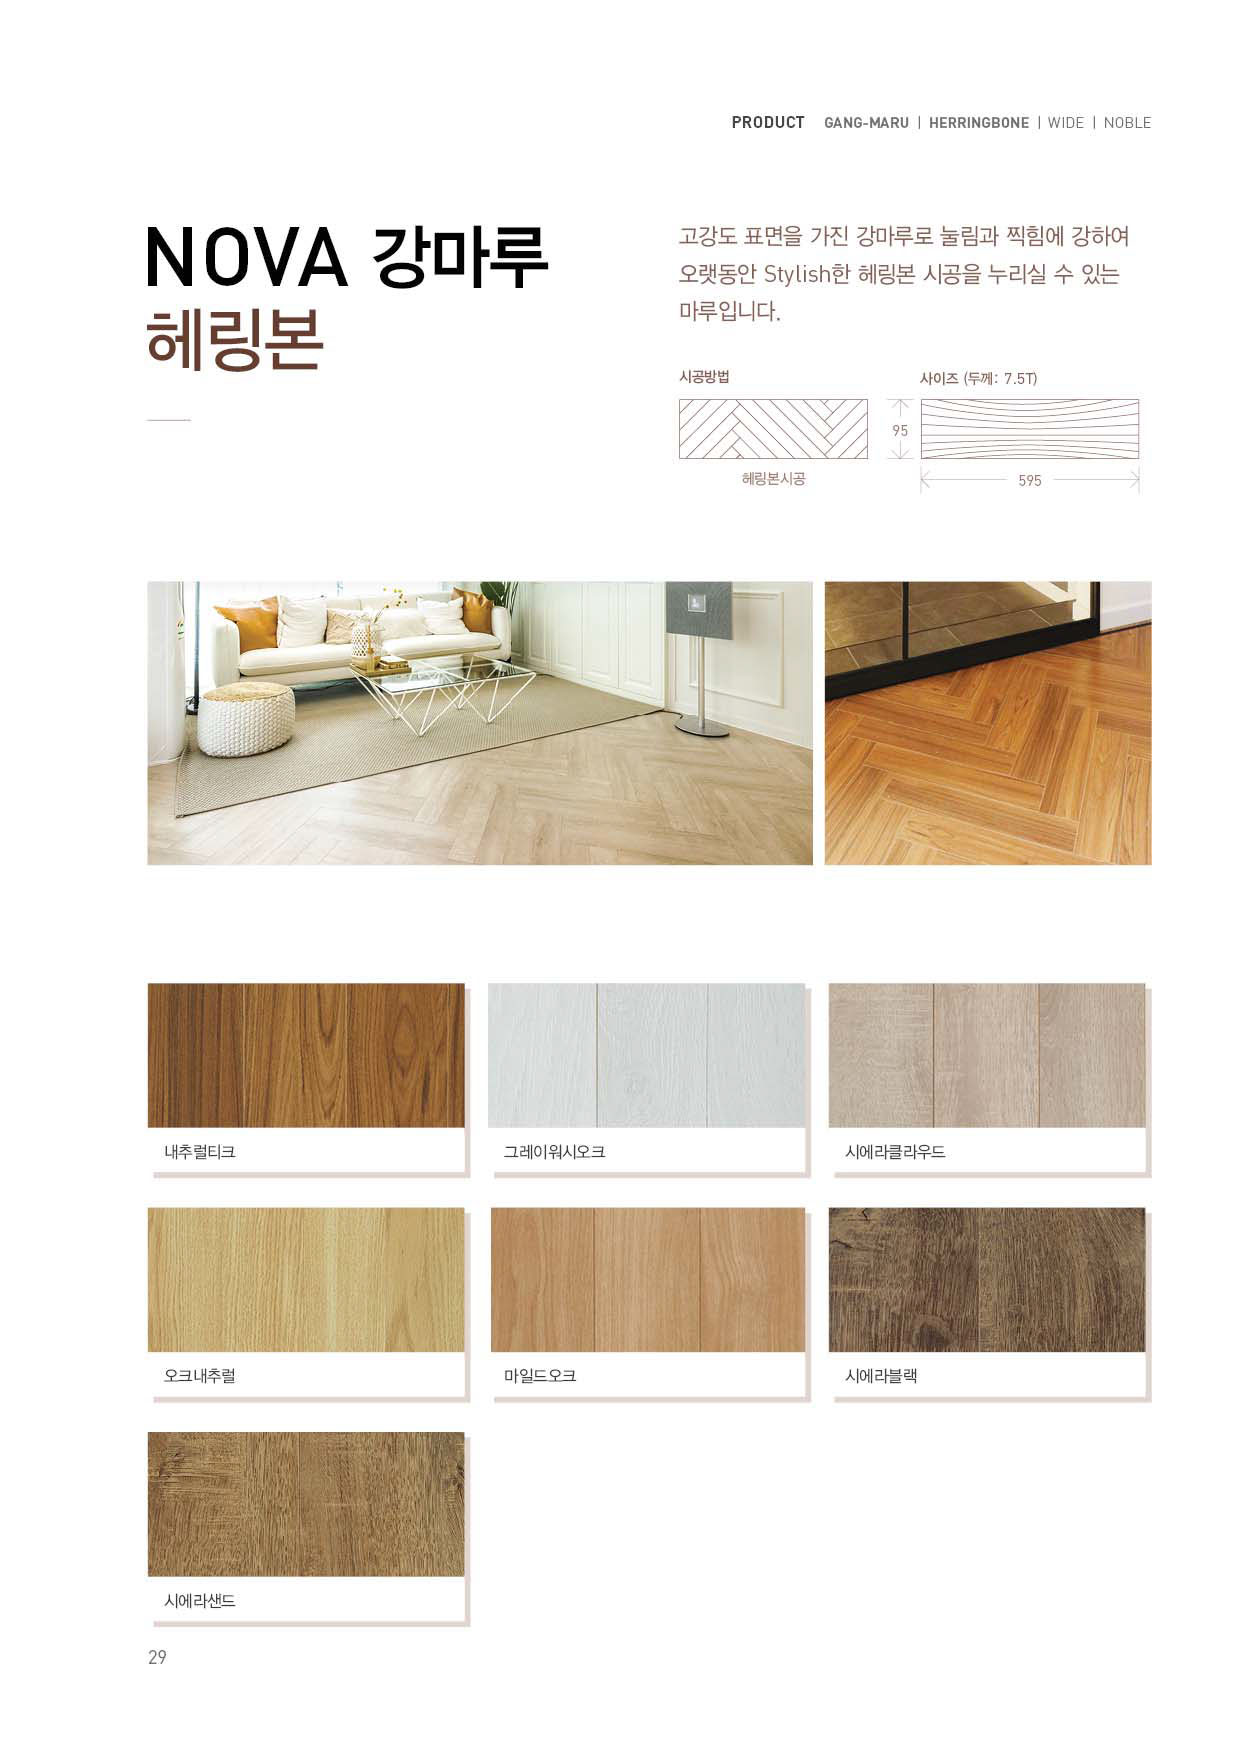 PRODUCT GANG-MARU | HERRINGBONE | WIDE | NOBLE
NOVA 강마루
헤링본
고강도 표면을 가진 강마루로 눌림과 찍힘에 강하여
오랫동안 Stylish한 헤링본 시공을 누리실 수 있는
마루입니다.
시공방법
사이즈 (두께: 7.5T)
95
헤링본시공
595
내추럴티크
그레이워시오크
시에라클라우드
오크내추럴
마일드오크
시에라블랙
시에라샌드
29